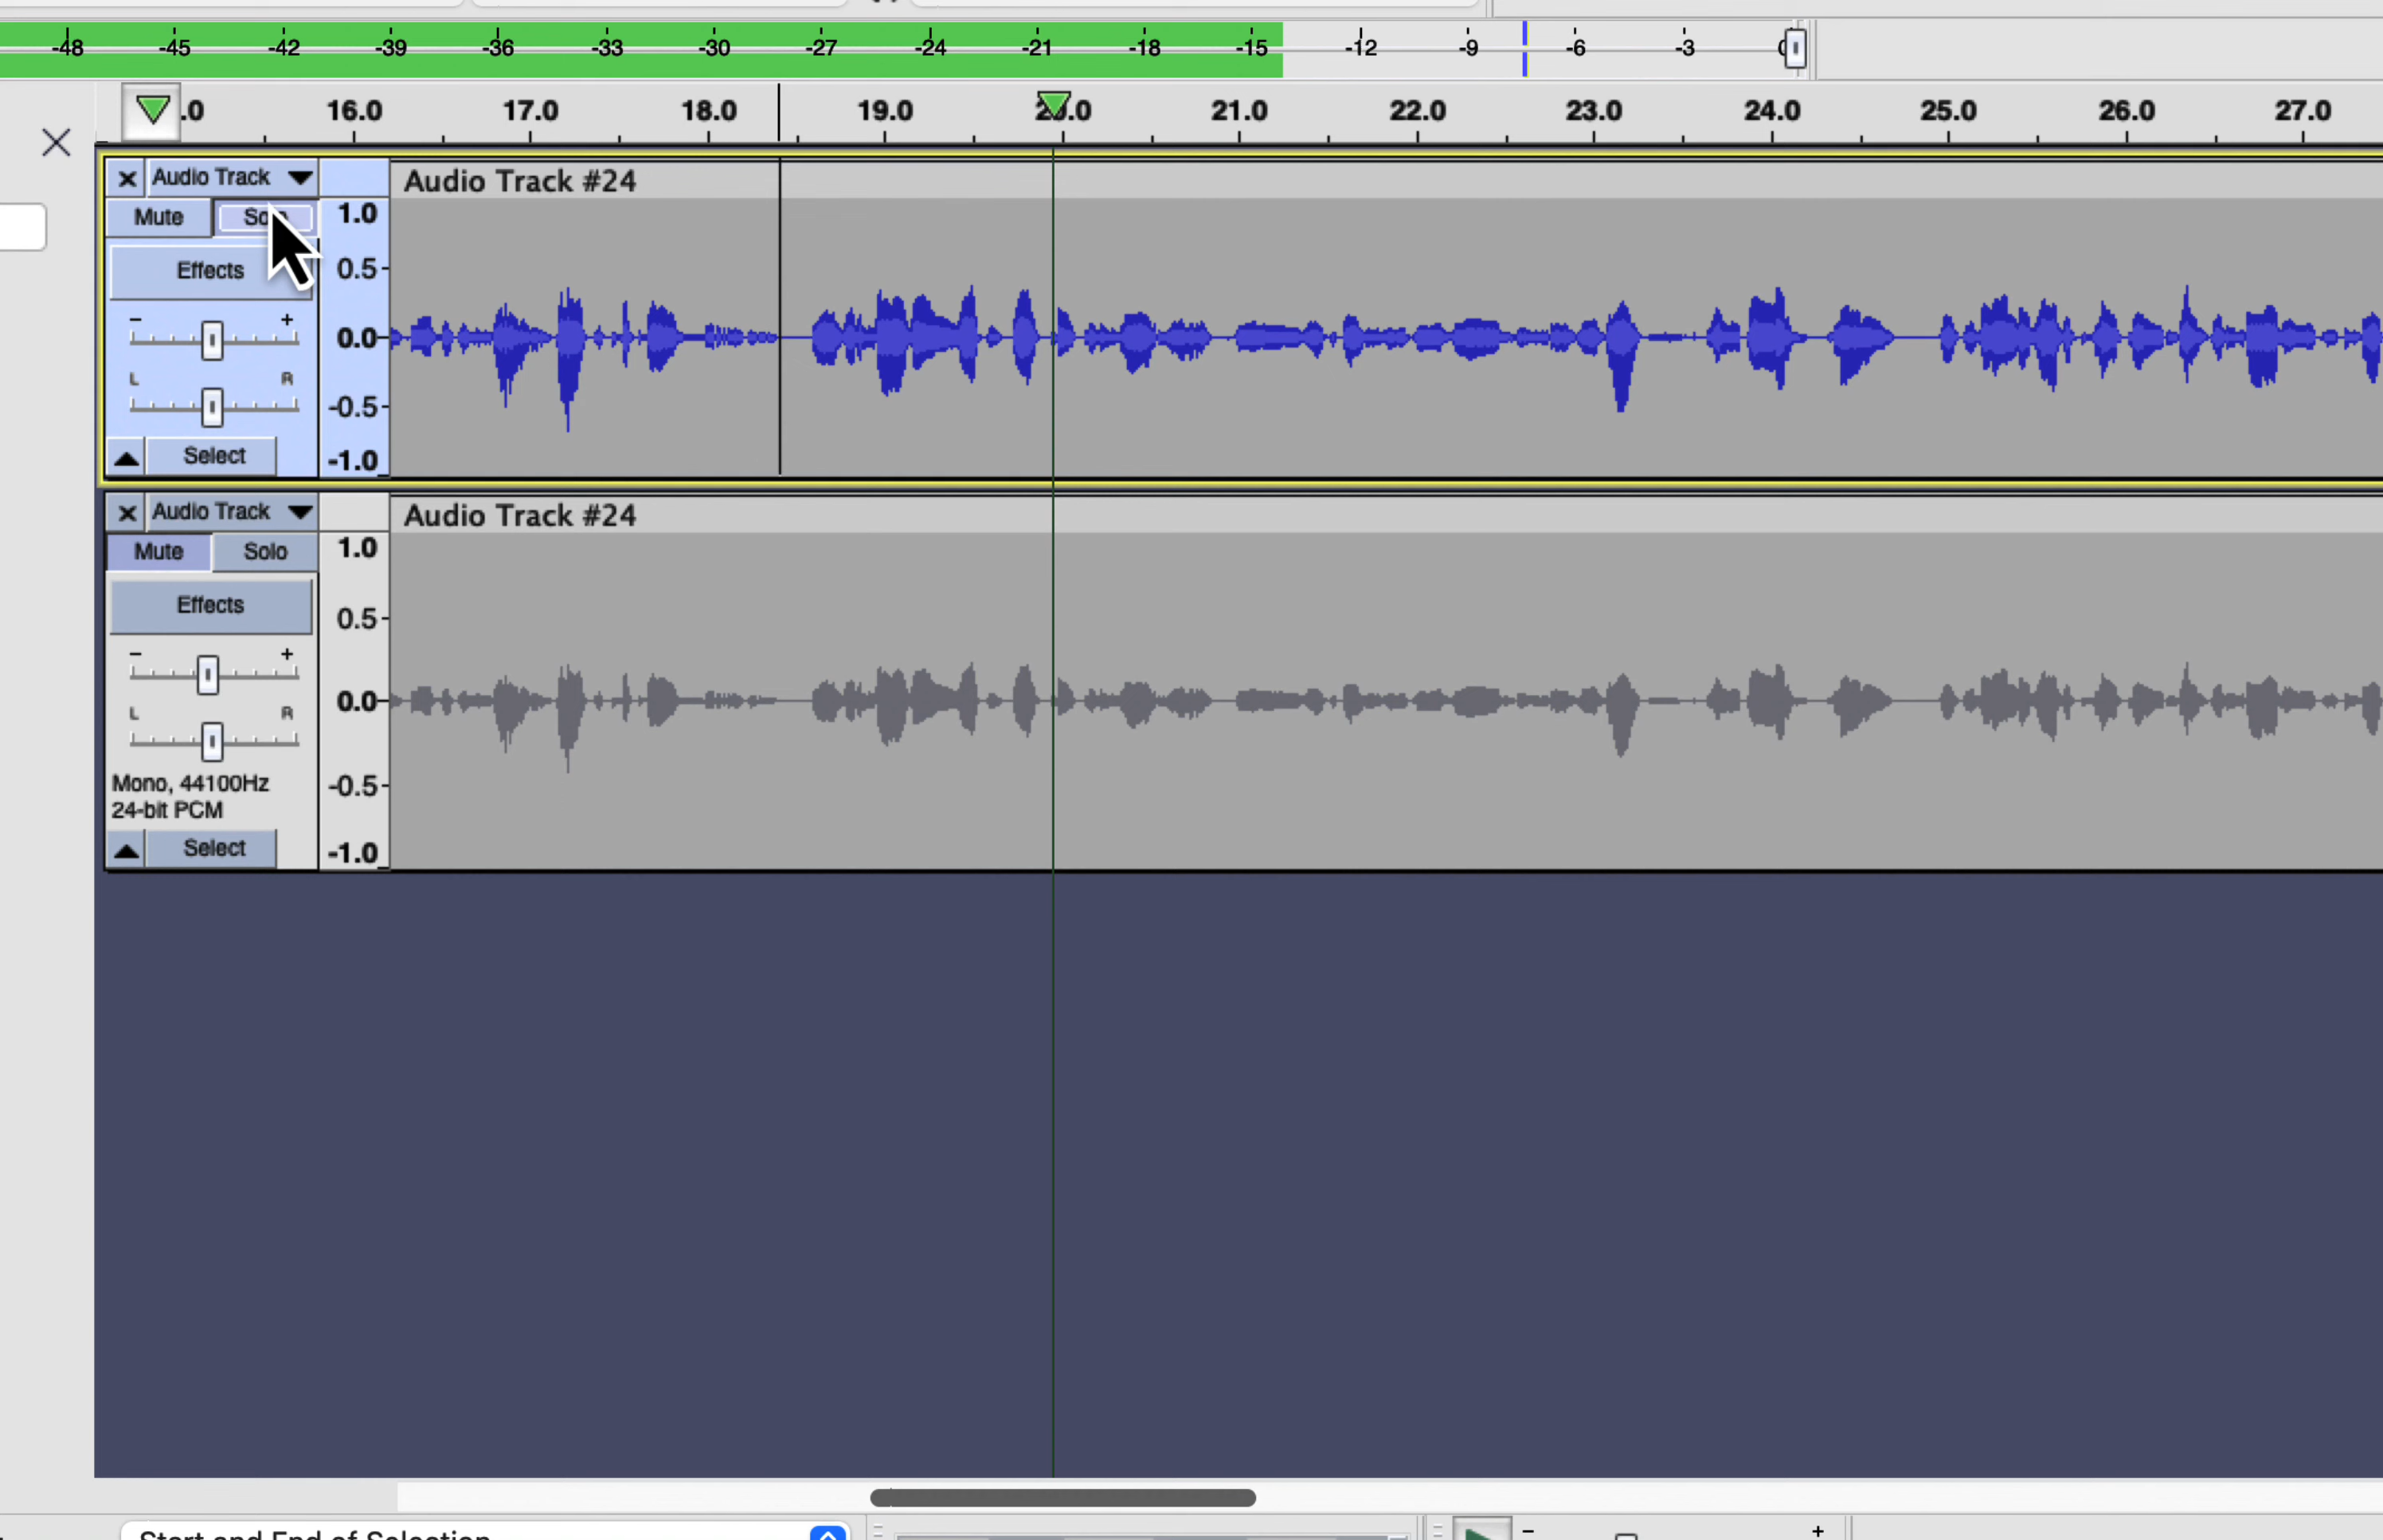 -48 -45 -42 -39 -36 -33 -30 -27 -24 -21 -18 -15 -12 -9 -6 -3
.0 16.0 17.0 18.0 19.0 20.0 21.0 22.0 23.0 24.0 25.0 26.0 27.0
Audio Track Audio Track #24
Mute Solo 1.0
Effects 0.5
- +
0.0
L R
-0.5
Select -1.0
Audio Track Audio Track #24
Mute Solo 1.0
Effects 0.5
- +
0.0
L R
Mono, 44100Hz -0.5
24-bit PCM
Select -1.0
Start and End of Selection
- +